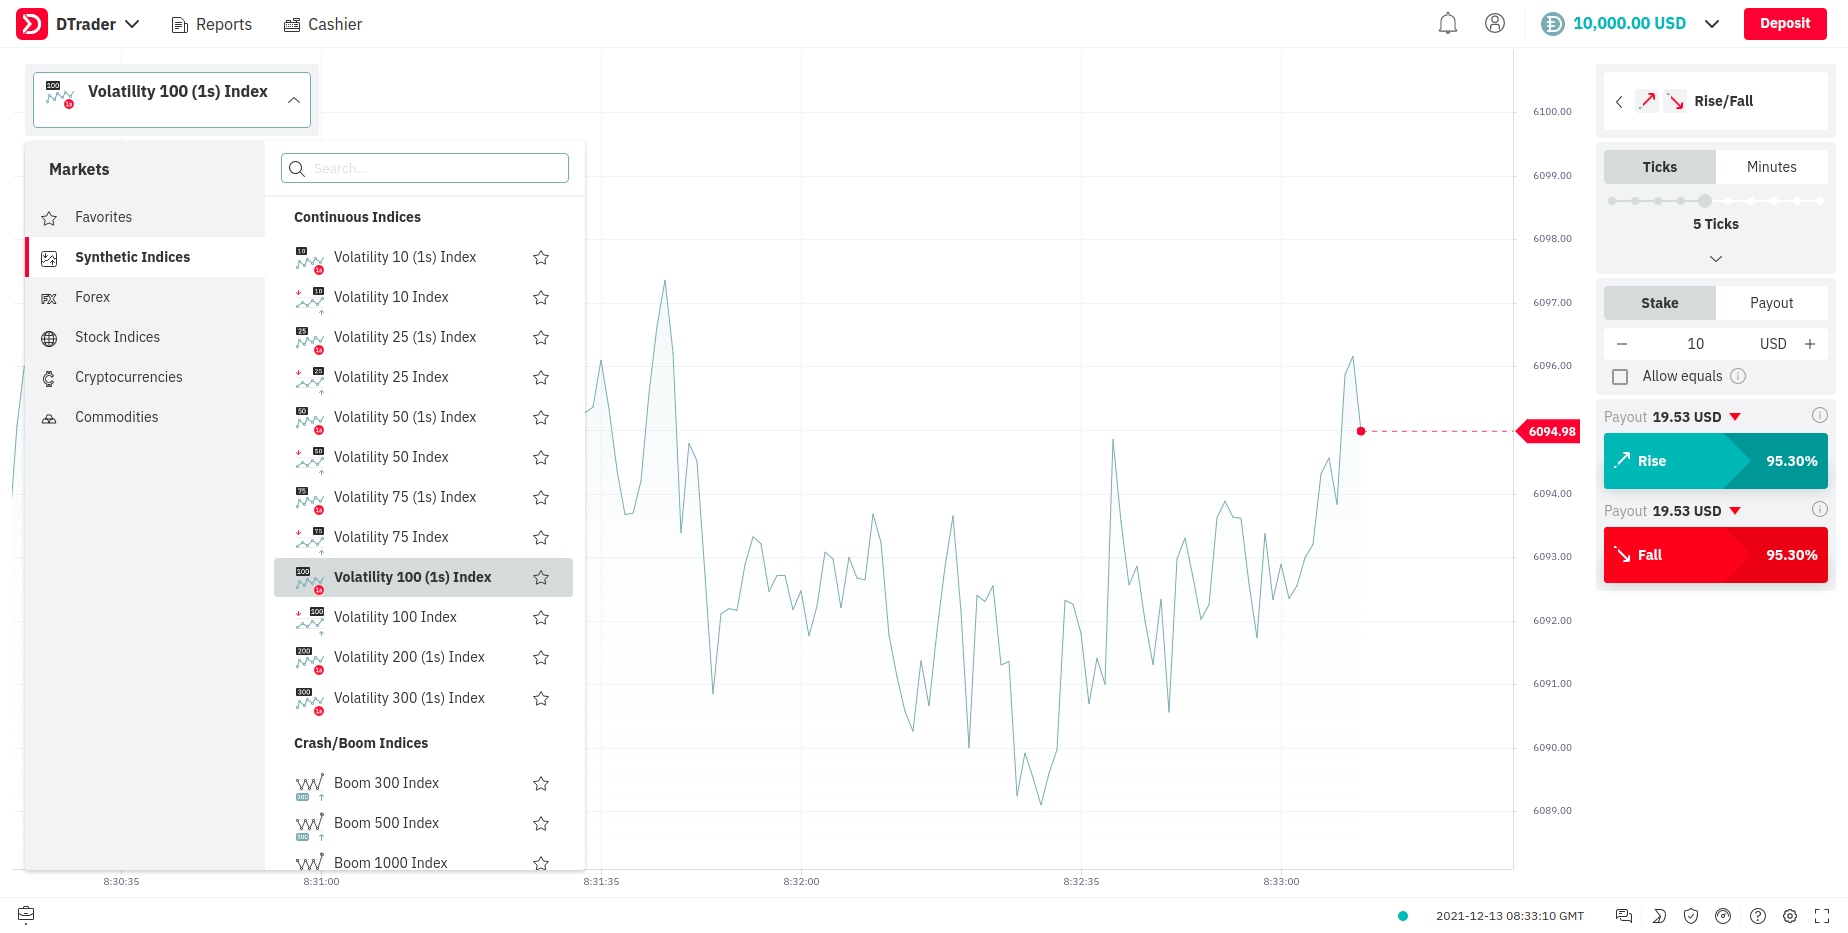 DTrader
Reports
Cashier
10,000.00 USD
Deposit
Volatility 100 (1s) Index
Markets
Favorites
Synthetic Indices
Forex
Stock Indices
Cryptocurrencies
Commodities
Search...
Continuous Indices
Volatility 10 (1s) Index
Volatility 10 Index
Volatility 25 (1s) Index
Volatility 25 Index
Volatility 50 (1s) Index
Volatility 50 Index
Volatility 75 (1s) Index
Volatility 75 Index
Volatility 100 (1s) Index
Volatility 100 Index
Volatility 200 (1s) Index
Volatility 300 (1s) Index
Crash/Boom Indices
Boom 300 Index
Boom 500 Index
Boom 1000 Index
6100.00
6099.00
6098.00
6097.00
6096.00
6094.98
6094.00
6093.00
6092.00
6091.00
6090.00
6089.00
8:30:35
8:31:00
8:31:35
8:32:00
8:32:35
8:33:00
Rise/Fall
Ticks
Minutes
5 Ticks
Stake
Payout
10
USD
Allow equals
Payout 19.53 USD
Rise
95.30%
Payout 19.53 USD
Fall
95.30%
2021-12-13 08:33:10 GMT